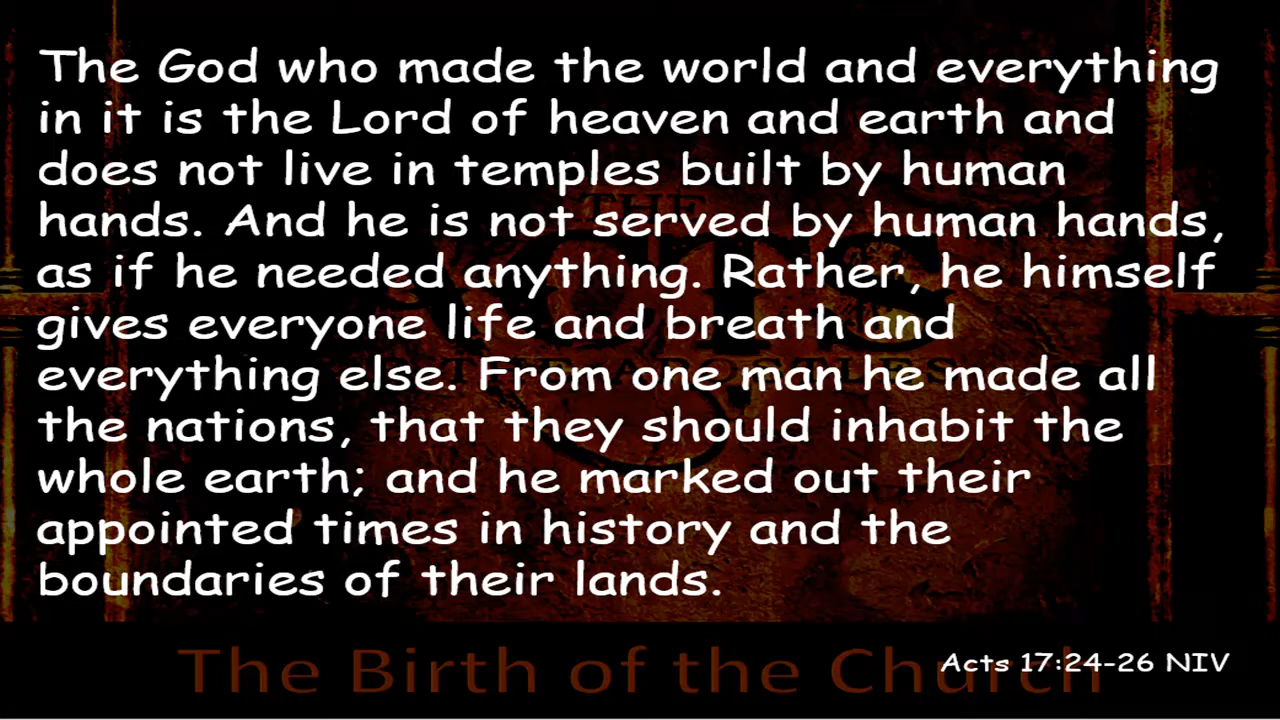 The God who made the world and everything
in it is the Lord of heaven and earth and
does not live in temples built by human
hands. And he is not served by human hands,
as if he needed anything. Rather, he himself
gives everyone life and breath and
everything else. From one man he made all
the nations, that they should inhabit the
whole earth; and he marked out their
appointed times in history and the
boundaries of their lands.
The Birth of the Church
Acts 17:24-26 NIV